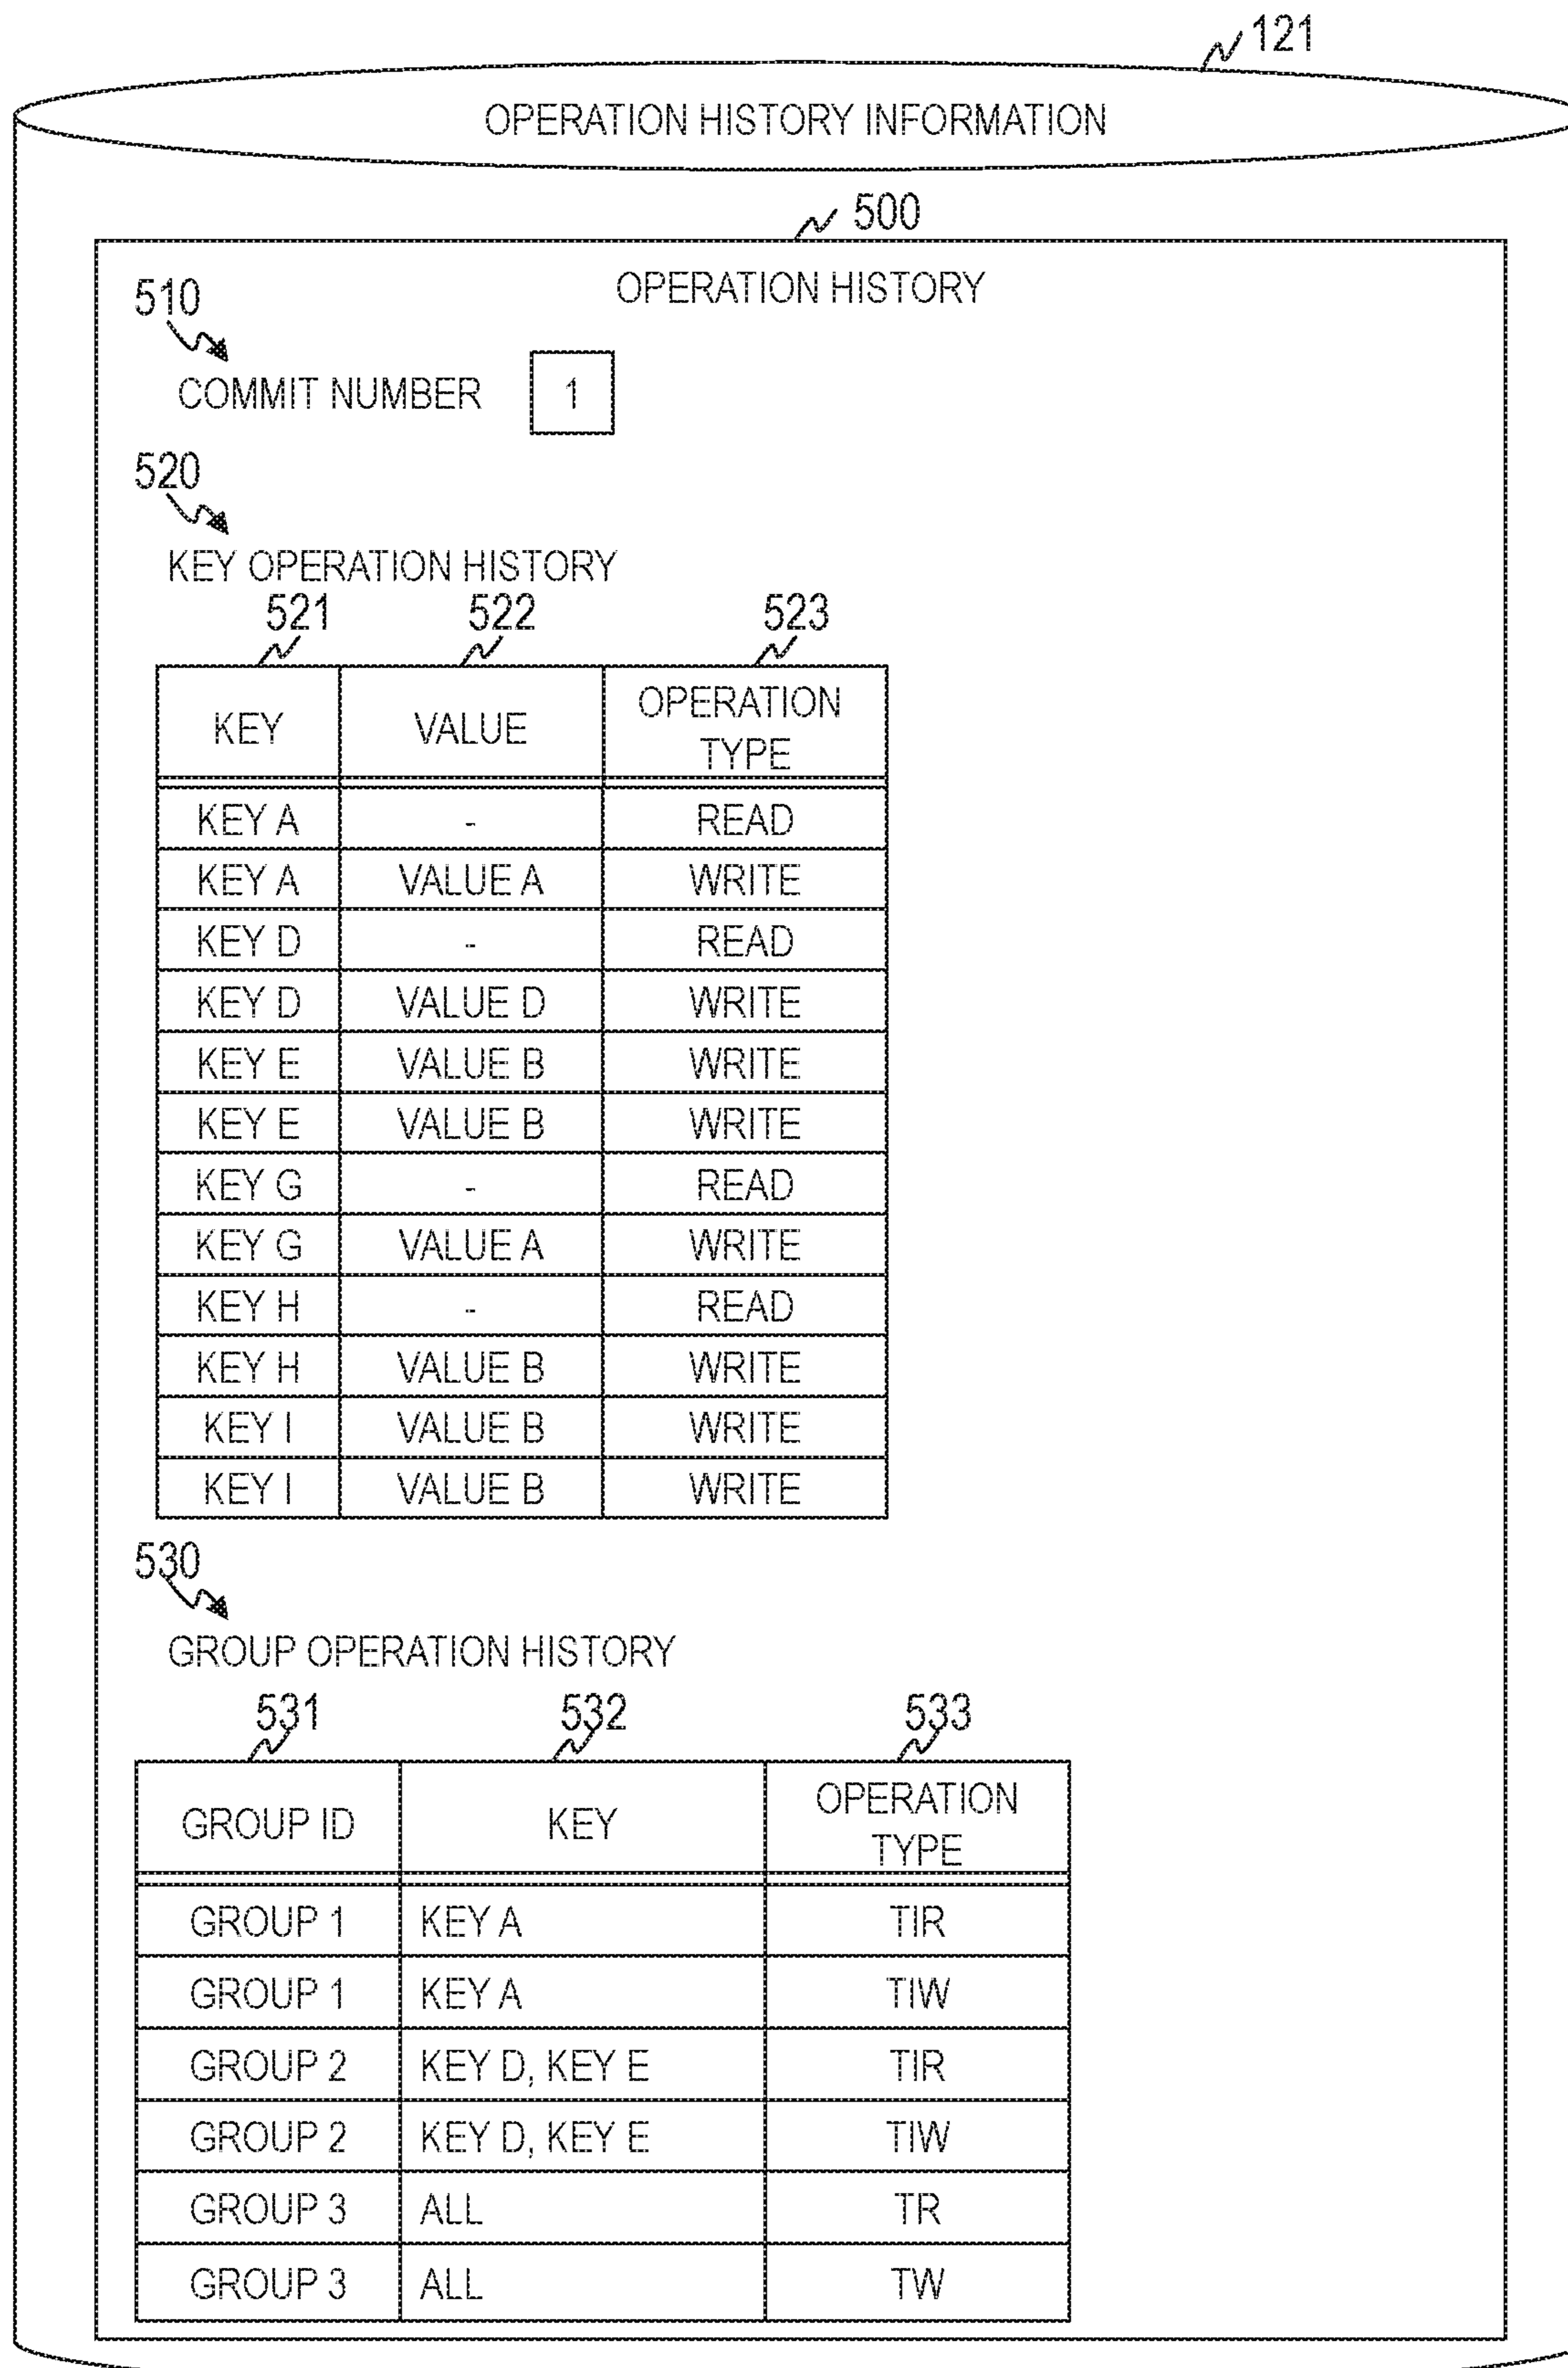 121
OPERATION HISTORY INFORMATION
500
OPERATION HISTORY
510
COMMIT NUMBER 1
520
KEY OPERATION HISTORY
521 522 523
KEY VALUE OPERATION TYPE
KEY A - READ
KEY A VALUE A WRITE
KEY D - READ
KEY D VALUE D WRITE
KEY E VALUE B WRITE
KEY E VALUE B WRITE
KEY G - READ
KEY G VALUE A WRITE
KEY H - READ
KEY H VALUE B WRITE
KEY I VALUE B WRITE
KEY I VALUE B WRITE
530
GROUP OPERATION HISTORY
531 532 533
GROUP ID KEY OPERATION TYPE
GROUP 1 KEY A TIR
GROUP 1 KEY A TIW
GROUP 2 KEY D, KEY E TIR
GROUP 2 KEY D, KEY E TIW
GROUP 3 ALL TR
GROUP 3 ALL TW